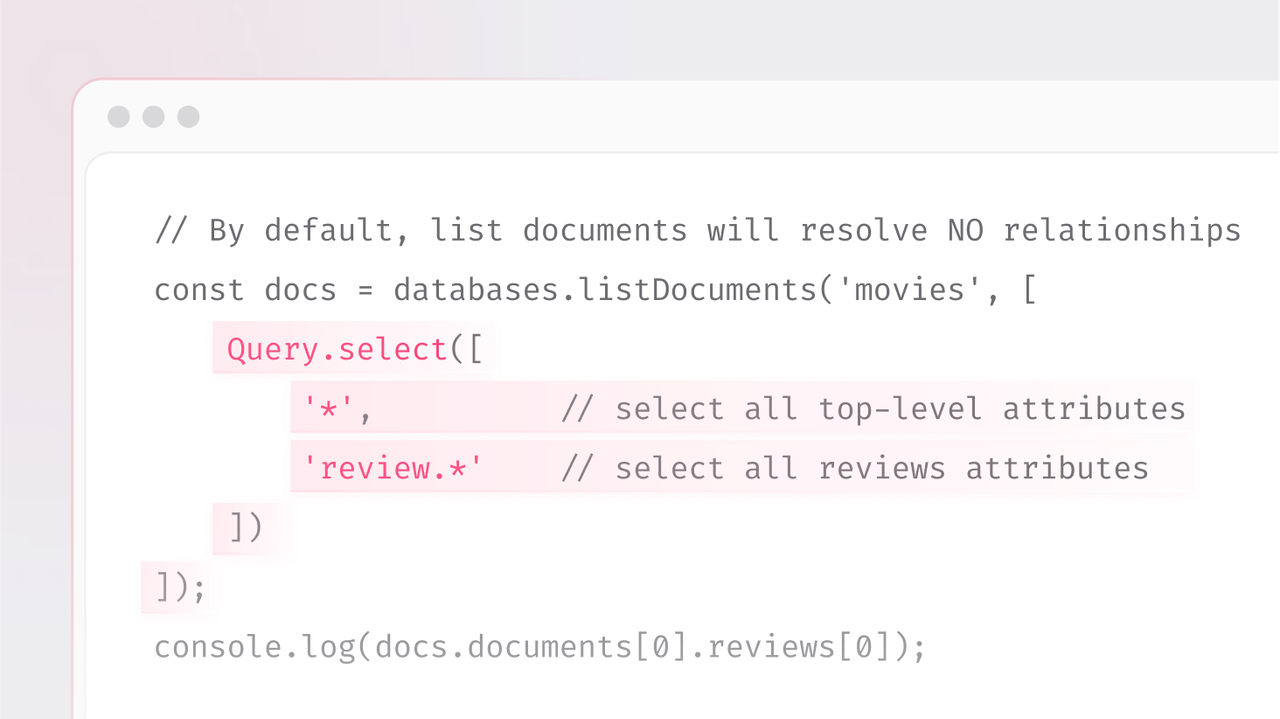 // By default, list documents will resolve NO relationships
const docs = databases.listDocuments('movies', [
Query.select([
'*', // select all top-level attributes
'review.*' // select all reviews attributes
])
]);
console.log(docs.documents[0].reviews[0]);